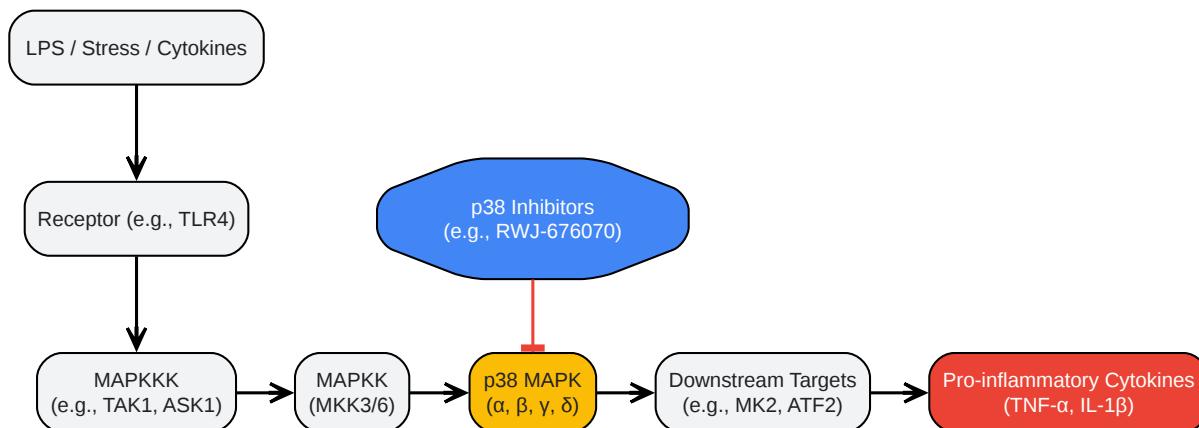 LPS / Stress / Cytokines
Receptor (e.g., TLR4)
p38 Inhibitors
(e.g., RWJ-676070)
MAPKKK
(e.g., TAK1, ASK1)
MAPKK
(MKK3/6)
p38 MAPK
(α, β, γ, δ)
Downstream Targets
(e.g., MK2, ATF2)
Pro-inflammatory Cytokines
(TNF-α, IL-1β)